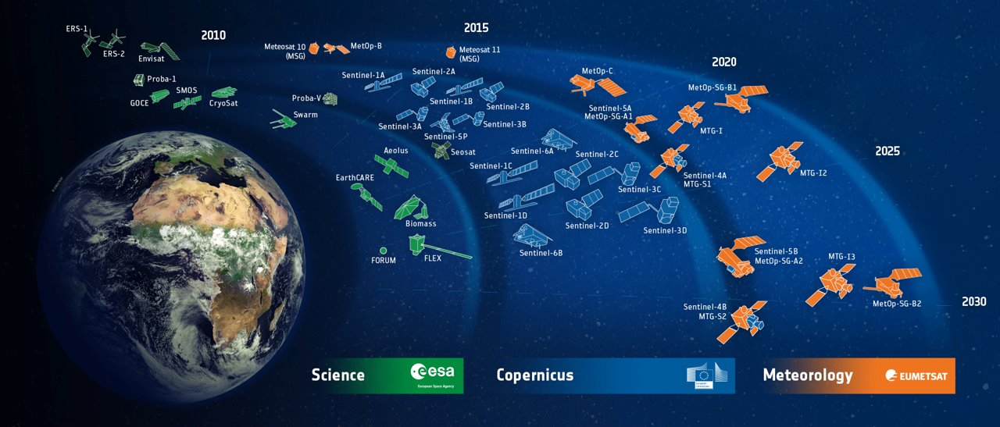 ERS-1
ERS-2
Envisat
2010
Meteosat 10
(MSG)
MetOp-B
2015
Meteosat 11
(MSG)
2020
Proba-1
GOCE
SMOS
CryoSat
Proba-V
Swarm
Sentinel-1A
Sentinel-2A
Sentinel-1B
Sentinel-2B
Sentinel-3A
Sentinel-5P
Sentinel-3B
MetOp-C
MetOp-SG-B1
Sentinel-5A
MetOp-SG-A1
MTG-I
Aeolus
Seosat
Sentinel-6A
Sentinel-2C
Sentinel-1C
Sentinel-3C
Sentinel-4A
MTG-S1
MTG-I2
2025
EarthCARE
Biomass
Sentinel-1D
Sentinel-2D
Sentinel-3D
FORUM
FLEX
Sentinel-6B
Sentinel-5B
MetOp-SG-A2
MTG-I3
MetOp-SG-B2
2030
Sentinel-4B
MTG-S2
Science
esa
European Space Agency
Copernicus
European
Commission
Meteorology
EUMETSAT